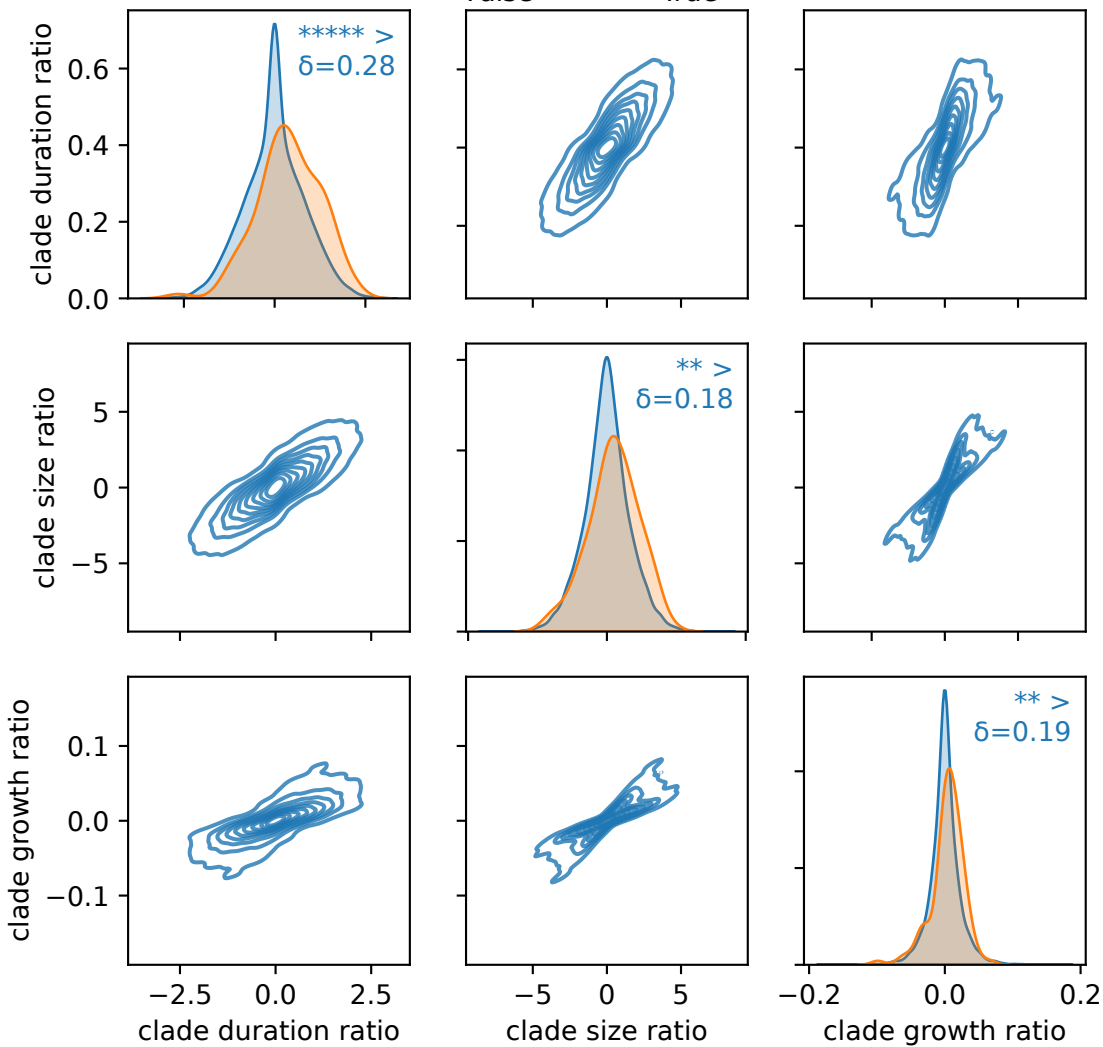 ***** >
δ=0.28
clade duration ratio
0.6
0.4
0.2
0.0
** >
δ=0.18
clade size ratio
5
0
−5
** >
δ=0.19
clade growth ratio
0.1
0.0
−0.1
−2.5 0.0 2.5 −5 0 5 −0.2 0.0 0.2
clade duration ratio clade size ratio clade growth ratio